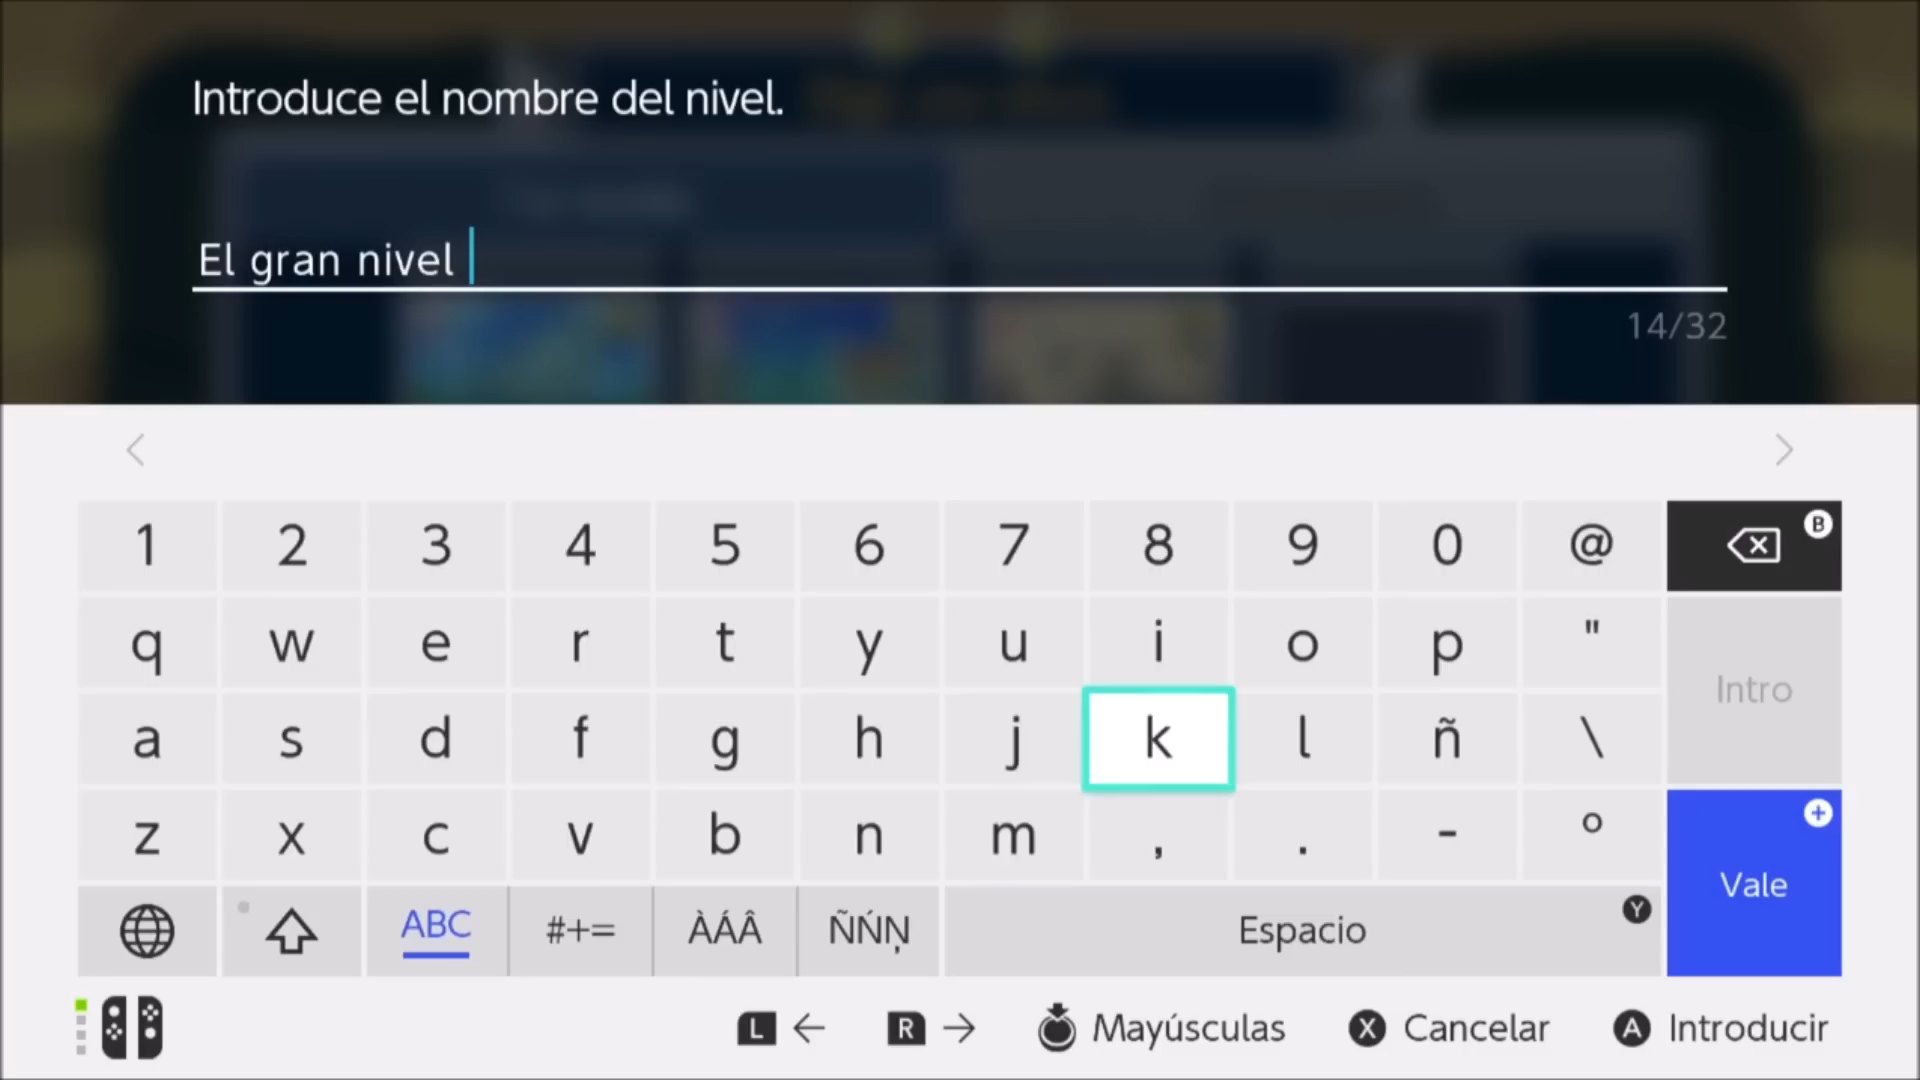 Introduce el nombre del nivel.
El gran nivel
14/32
1 2 3 4 5 6 7 8 9 0 @ B
q w e r t y u i o p "
Intro
a s d f g h j k l ñ \
z x c v b n m , . - º +
Vale
ABC #+= ÀÁÂ ÑŃŅ Espacio Y
L ← R → Mayúsculas X Cancelar A Introducir